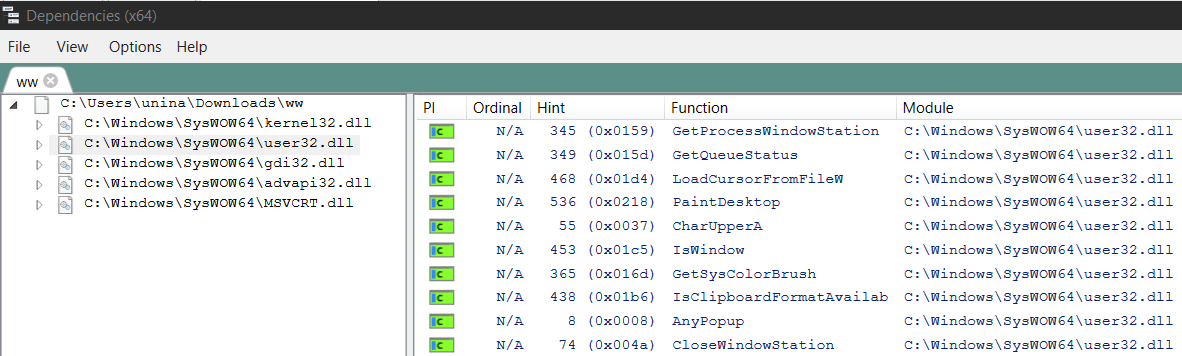 Dependencies (x64)
File View Options Help
ww
C:\Users\unina\Downloads\ww
C:\Windows\SysWOW64\kernel32.dll
C:\Windows\SysWOW64\user32.dll
C:\Windows\SysWOW64\gdi32.dll
C:\Windows\SysWOW64\advapi32.dll
C:\Windows\SysWOW64\MSVCRT.dll
PI Ordinal Hint Function Module
C N/A 345 (0x0159) GetProcessWindowStation C:\Windows\SysWOW64\user32.dll
C N/A 349 (0x015d) GetQueueStatus C:\Windows\SysWOW64\user32.dll
C N/A 468 (0x01d4) LoadCursorFromFileW C:\Windows\SysWOW64\user32.dll
C N/A 536 (0x0218) PaintDesktop C:\Windows\SysWOW64\user32.dll
C N/A 55 (0x0037) CharUpperA C:\Windows\SysWOW64\user32.dll
C N/A 453 (0x01c5) IsWindow C:\Windows\SysWOW64\user32.dll
C N/A 365 (0x016d) GetSysColorBrush C:\Windows\SysWOW64\user32.dll
C N/A 438 (0x01b6) IsClipboardFormatAvailab C:\Windows\SysWOW64\user32.dll
C N/A 8 (0x0008) AnyPopup C:\Windows\SysWOW64\user32.dll
C N/A 74 (0x004a) CloseWindowStation C:\Windows\SysWOW64\user32.dll